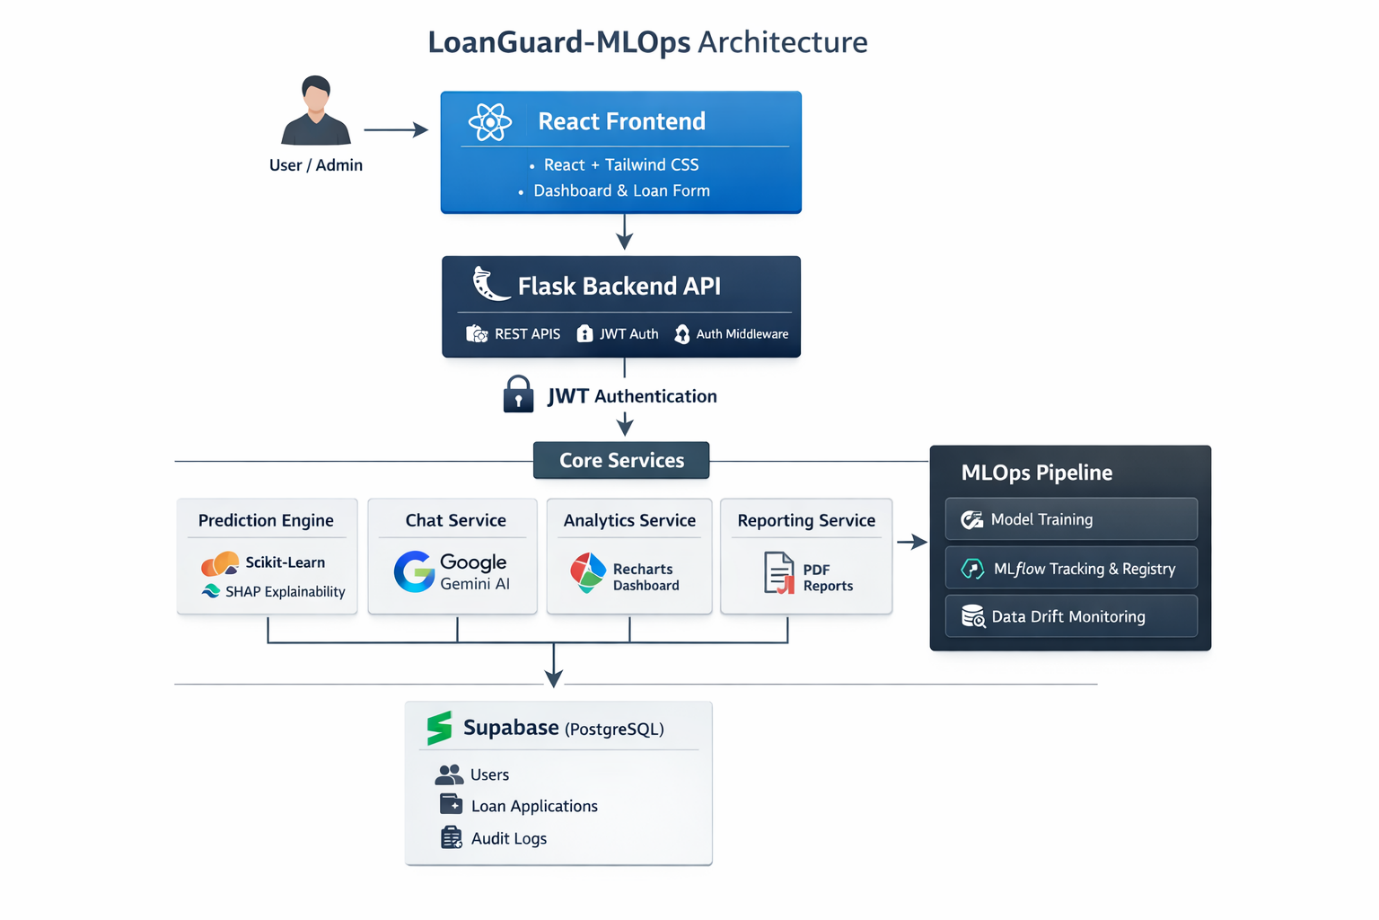 LoanGuard-MLOps Architecture
User / Admin
React Frontend
• React + Tailwind CSS
• Dashboard & Loan Form
Flask Backend API
REST APIS
JWT Auth
Auth Middleware
JWT Authentication
Core Services
Prediction Engine
Scikit-Learn
SHAP Explainability
Chat Service
Google
Gemini AI
Analytics Service
Recharts
Dashboard
Reporting Service
PDF
Reports
MLOps Pipeline
Model Training
MLflow Tracking & Registry
Data Drift Monitoring
Supabase (PostgreSQL)
Users
Loan Applications
Audit Logs